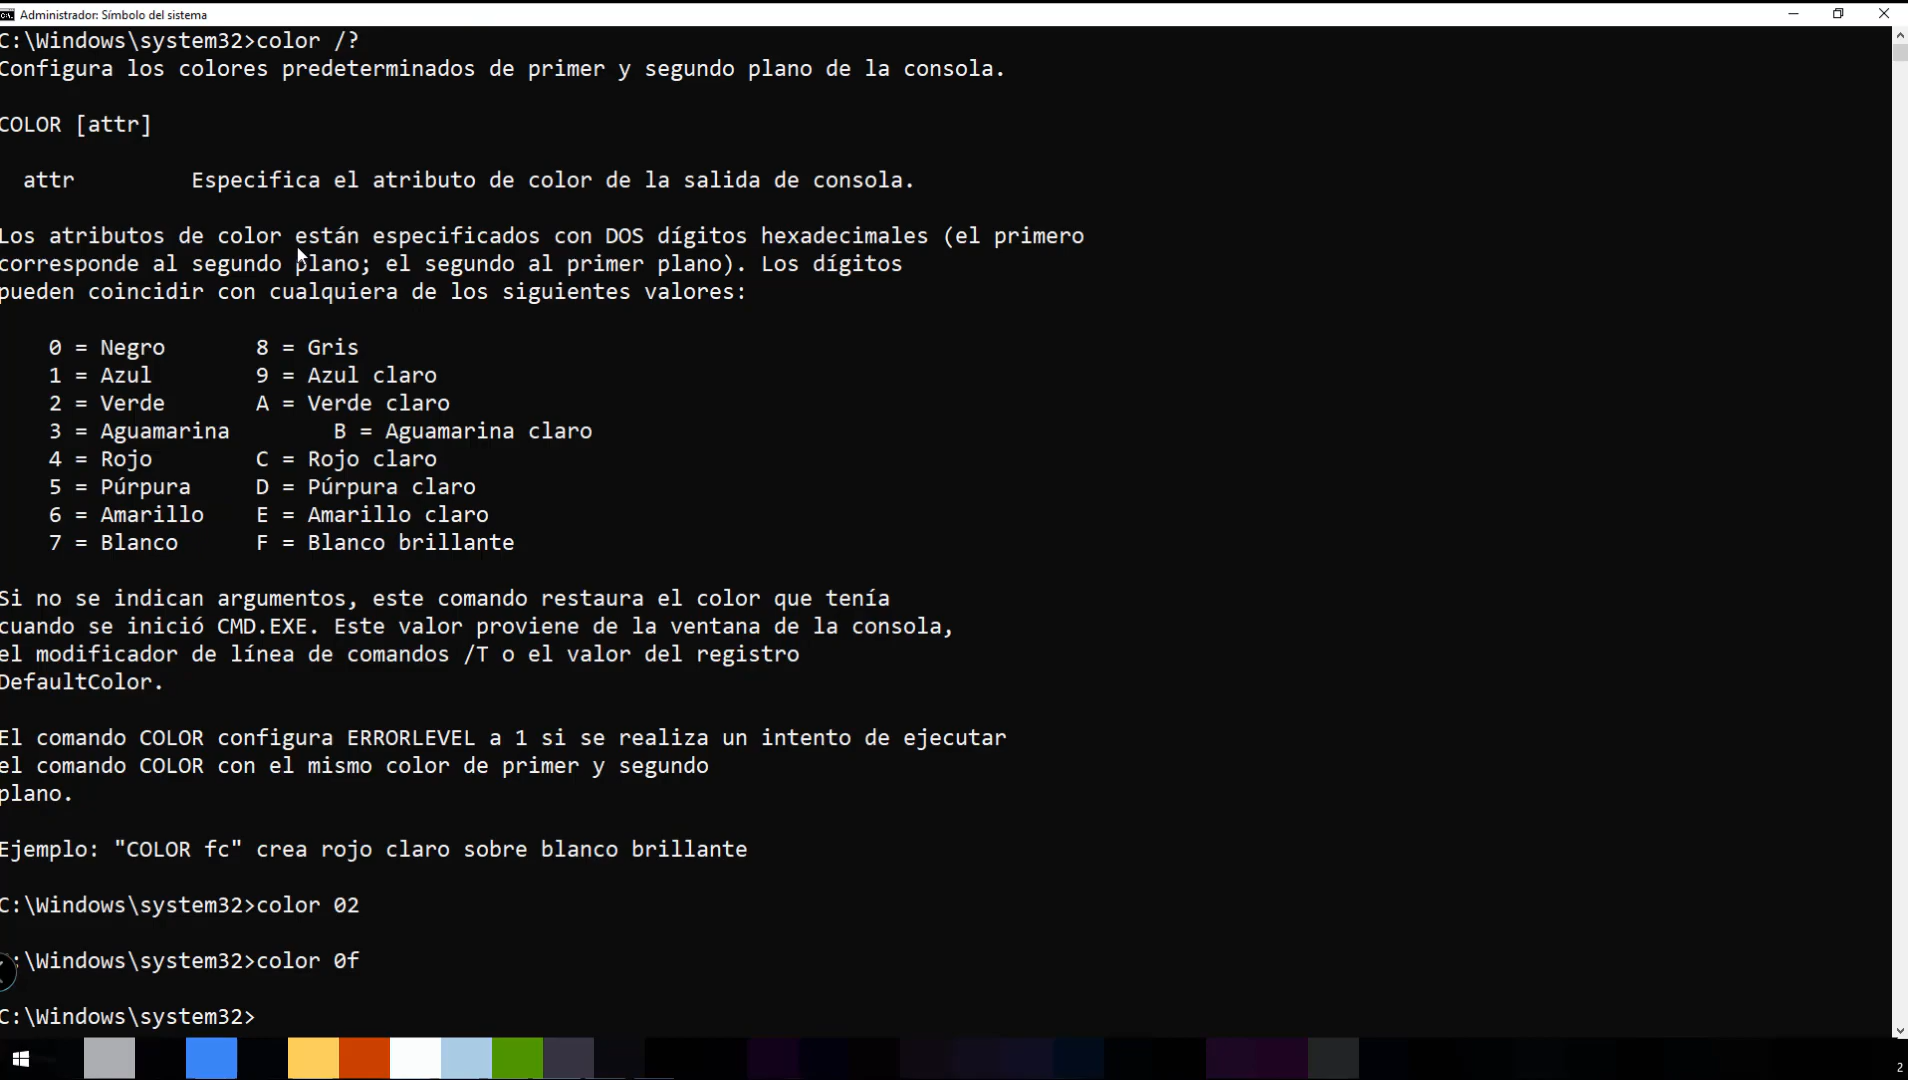 Administrador: Símbolo del sistema
C:\Windows\system32>color /?
Configura los colores predeterminados de primer y segundo plano de la consola.
COLOR [attr]
attr        Especifica el atributo de color de la salida de consola.
Los atributos de color están especificados con DOS dígitos hexadecimales (el primero
corresponde al segundo plano; el segundo al primer plano). Los dígitos
pueden coincidir con cualquiera de los siguientes valores:
0 = Negro       8 = Gris
1 = Azul        9 = Azul claro
2 = Verde       A = Verde claro
3 = Aguamarina        B = Aguamarina claro
4 = Rojo        C = Rojo claro
5 = Púrpura     D = Púrpura claro
6 = Amarillo    E = Amarillo claro
7 = Blanco      F = Blanco brillante
Si no se indican argumentos, este comando restaura el color que tenía
cuando se inició CMD.EXE. Este valor proviene de la ventana de la consola,
el modificador de línea de comandos /T o el valor del registro
DefaultColor.
El comando COLOR configura ERRORLEVEL a 1 si se realiza un intento de ejecutar
el comando COLOR con el mismo color de primer y segundo
plano.
Ejemplo: "COLOR fc" crea rojo claro sobre blanco brillante
C:\Windows\system32>color 02
:\Windows\system32>color 0f
C:\Windows\system32>
2